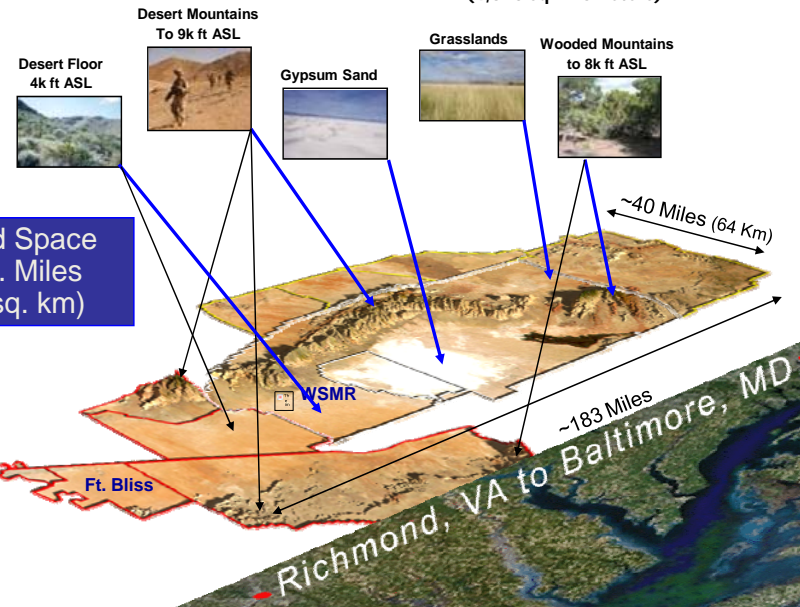 Desert Mountains
To 9k ft ASL
Grasslands
Wooded Mountains
to 8k ft ASL
Desert Floor
4k ft ASL
Gypsum Sand
~40 Miles (64 Km)
Space
. Miles
sq. km)
WSMR
~183 Miles
Ft. Bliss
Richmond, VA to Baltimore, MD